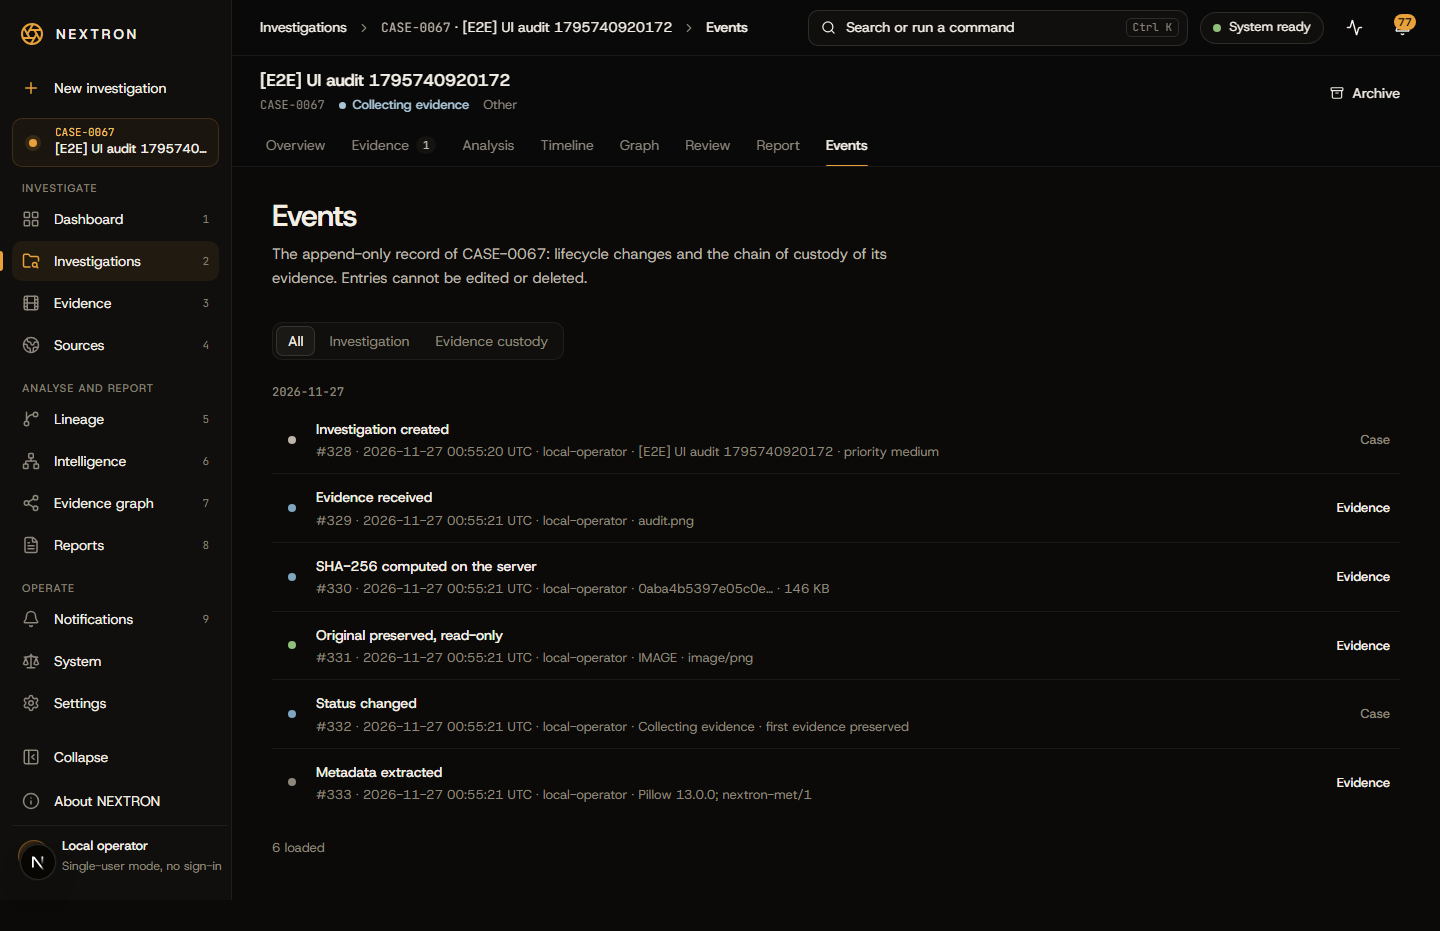 NEXTRON
New investigation
CASE-0067
[E2E] UI audit 1795740...
INVESTIGATE
Dashboard 1
Investigations 2
Evidence 3
Sources 4
ANALYSE AND REPORT
Lineage 5
Intelligence 6
Evidence graph 7
Reports 8
OPERATE
Notifications 9
System
Settings
Collapse
About NEXTRON
N
Local operator
Single-user mode, no sign-in
Investigations > CASE-0067 · [E2E] UI audit 1795740920172 > Events
Search or run a command Ctrl K
System ready
77
[E2E] UI audit 1795740920172
CASE-0067 Collecting evidence Other
Archive
Overview Evidence 1 Analysis Timeline Graph Review Report Events
Events
The append-only record of CASE-0067: lifecycle changes and the chain of custody of its
evidence. Entries cannot be edited or deleted.
All Investigation Evidence custody
2026-11-27
Investigation created
#328 · 2026-11-27 00:55:20 UTC · local-operator · [E2E] UI audit 1795740920172 · priority medium
Case
Evidence received
#329 · 2026-11-27 00:55:21 UTC · local-operator · audit.png
Evidence
SHA-256 computed on the server
#330 · 2026-11-27 00:55:21 UTC · local-operator · 0aba4b5397e05c0e… · 146 KB
Evidence
Original preserved, read-only
#331 · 2026-11-27 00:55:21 UTC · local-operator · IMAGE · image/png
Evidence
Status changed
#332 · 2026-11-27 00:55:21 UTC · local-operator · Collecting evidence · first evidence preserved
Case
Metadata extracted
#333 · 2026-11-27 00:55:21 UTC · local-operator · Pillow 13.0.0; nextron-met/1
Evidence
6 loaded